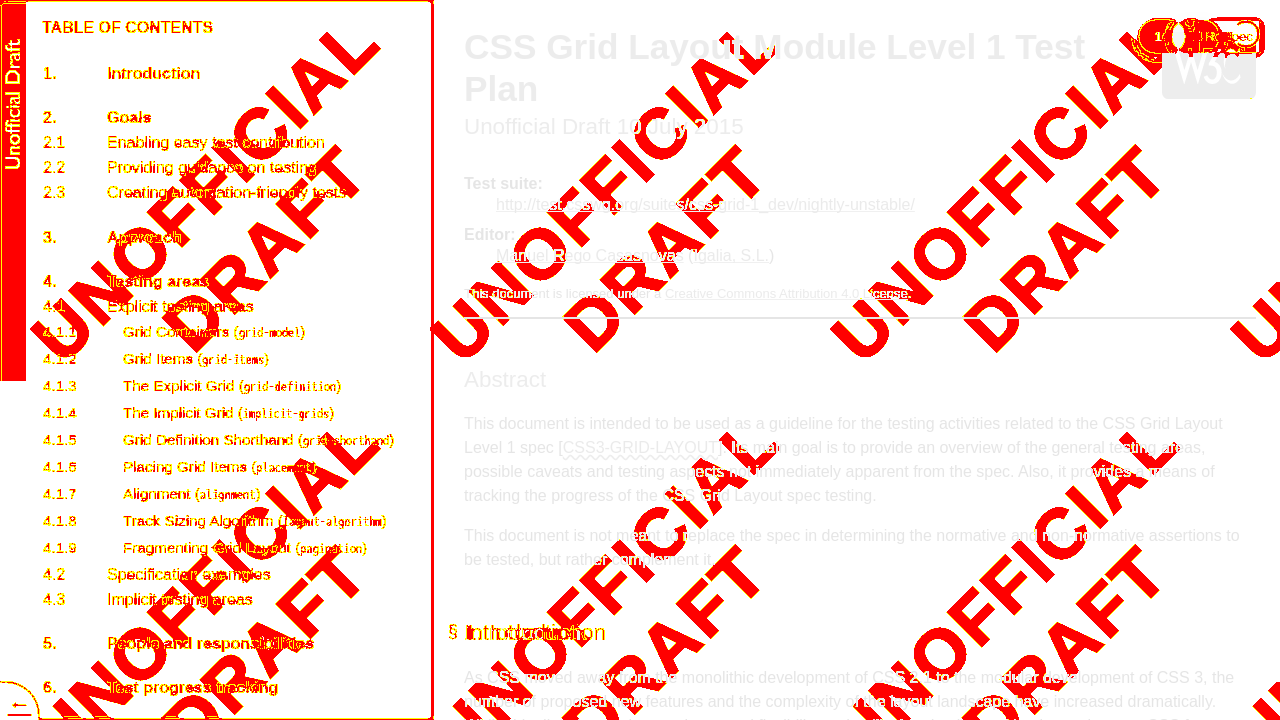 Unofficial Draft
TABLE OF CONTENTS
1. Introduction
2. Goals
2.1 Enabling easy test contribution
2.2 Providing guidance on testing
2.3 Creating automation-friendly tests
3. Approach
4. Testing areas
4.1 Explicit testing areas
4.1.1 Grid Containers (grid-model)
4.1.2 Grid Items (grid-items)
4.1.3 The Explicit Grid (grid-definition)
4.1.4 The Implicit Grid (implicit-grids)
4.1.5 Grid Definition Shorthand (grid-shorthand)
4.1.6 Placing Grid Items (placement)
4.1.7 Alignment (alignment)
4.1.8 Track Sizing Algorithm (layout-algorithm)
4.1.9 Fragmenting Grid Layout (pagination)
4.2 Specification examples
4.3 Implicit testing areas
5. People and responsibilities
6. Test progress tracking
↑
CSS Grid Layout Module Level 1 Test
Plan
W3C
Unofficial Draft 10 July 2015
Test suite:
http://test.csswg.org/suites/css-grid-1_dev/nightly-unstable/
Editor:
Manuel Rego Casasnovas (Igalia, S.L.)
This document is licensed under a Creative Commons Attribution 4.0 License.
Abstract
This document is intended to be used as a guideline for the testing activities related to the CSS Grid Layout
Level 1 spec [CSS-GRID-LAYOUT]. Its main goal is to provide an overview of the general testing areas,
possible caveats and testing aspects not immediately apparent from the spec. Also, it provides a means of
tracking the progress of the CSS Grid Layout spec testing.
This document is not meant to replace the spec in determining the normative and non-normative assertions to
be tested, but rather complement it.
Introduction
As CSS moved away from the monolithic development of CSS 2.1 to the modular development of CSS 3, the
number of proposed new features and the complexity of the layout landscape have increased dramatically.
UNOFFICIAL
DRAFT
UNOFFICIAL
DRAFT
UNOFFICIAL
DRAFT
UNOFFICIAL
DRAFT
UNOFFICIAL
DRAFT
UNOFFICIAL
DRAFT